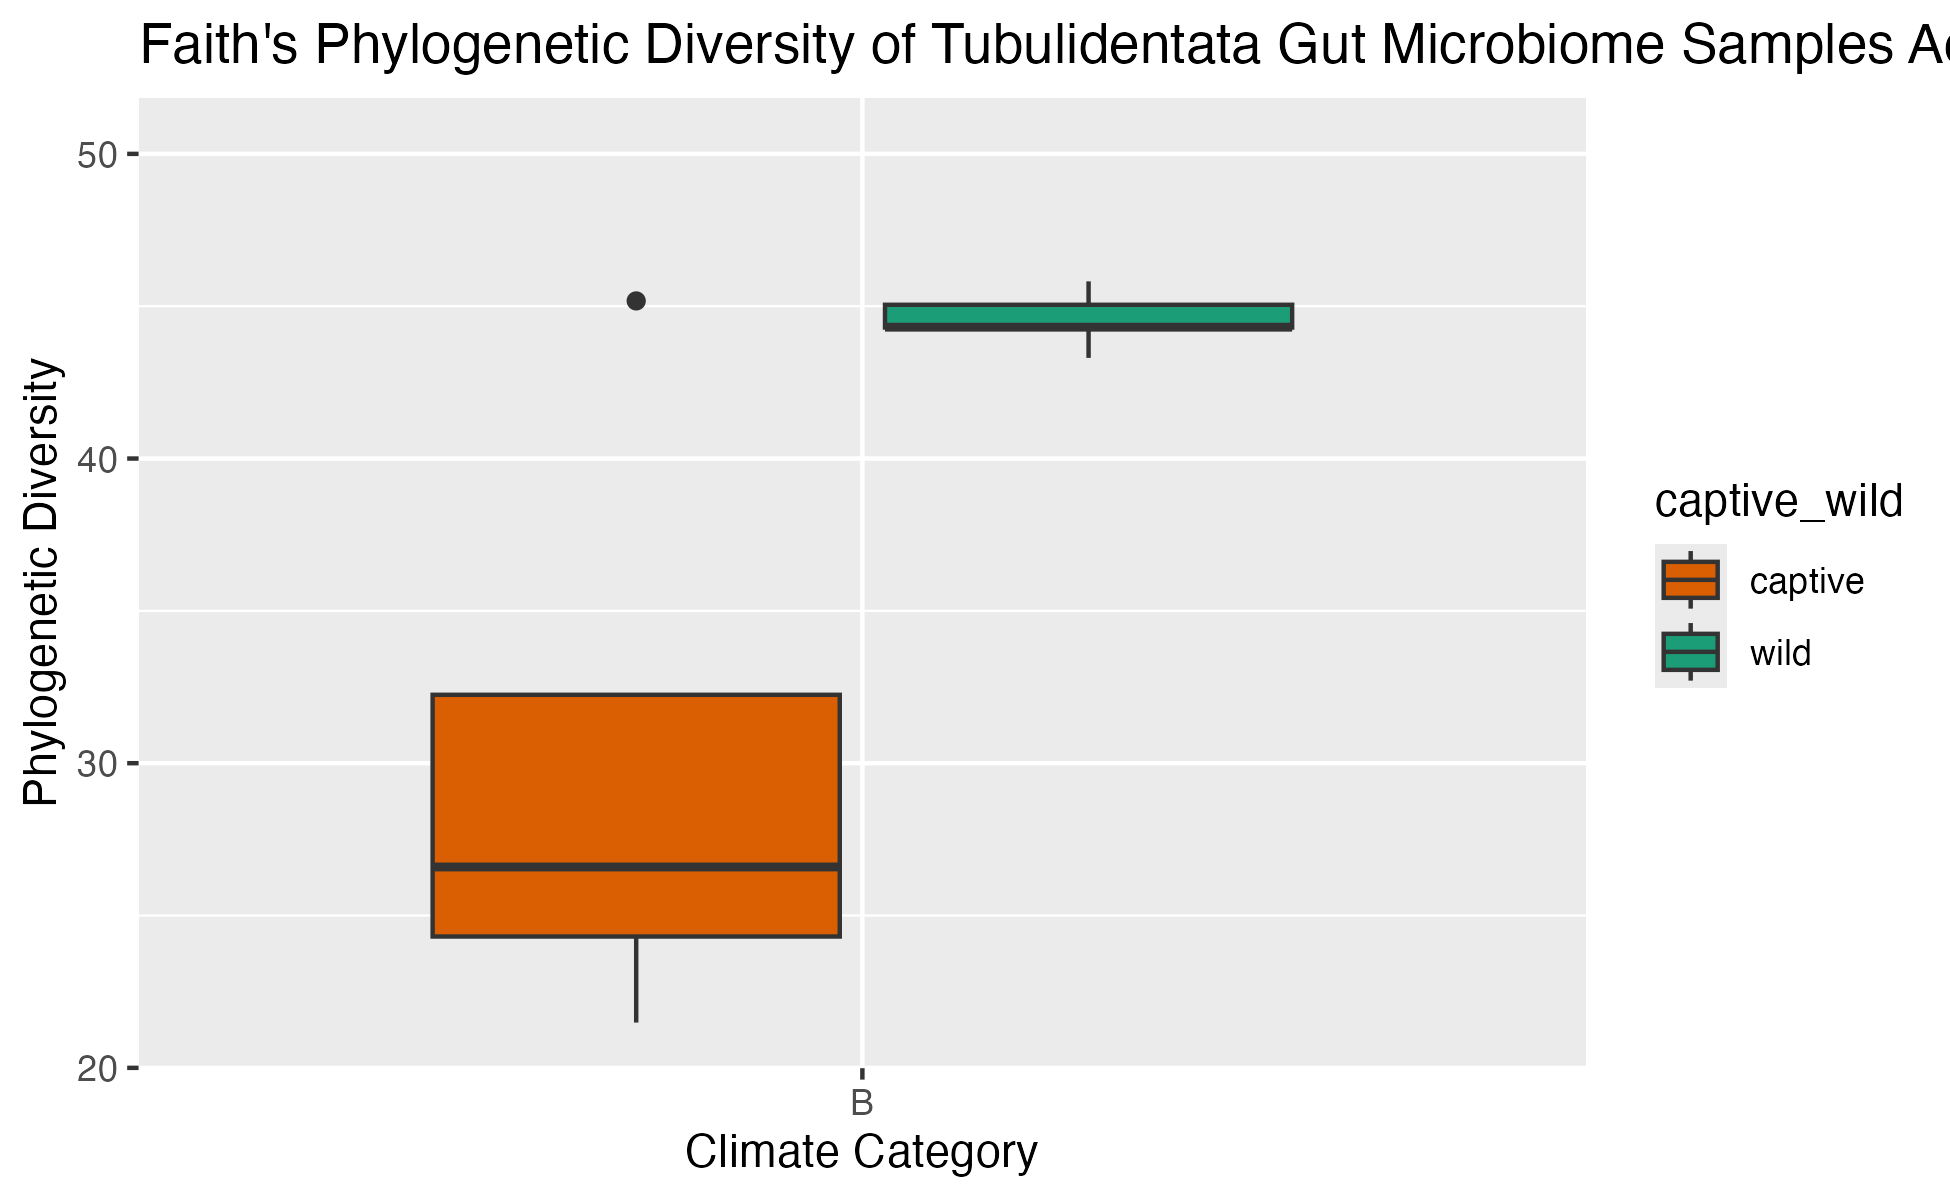 Faith's Phylogenetic Diversity of Tubulidentata Gut Microbiome Samples
50
40
30
20
Phylogenetic Diversity
B
Climate Category
captive_wild
captive
wild